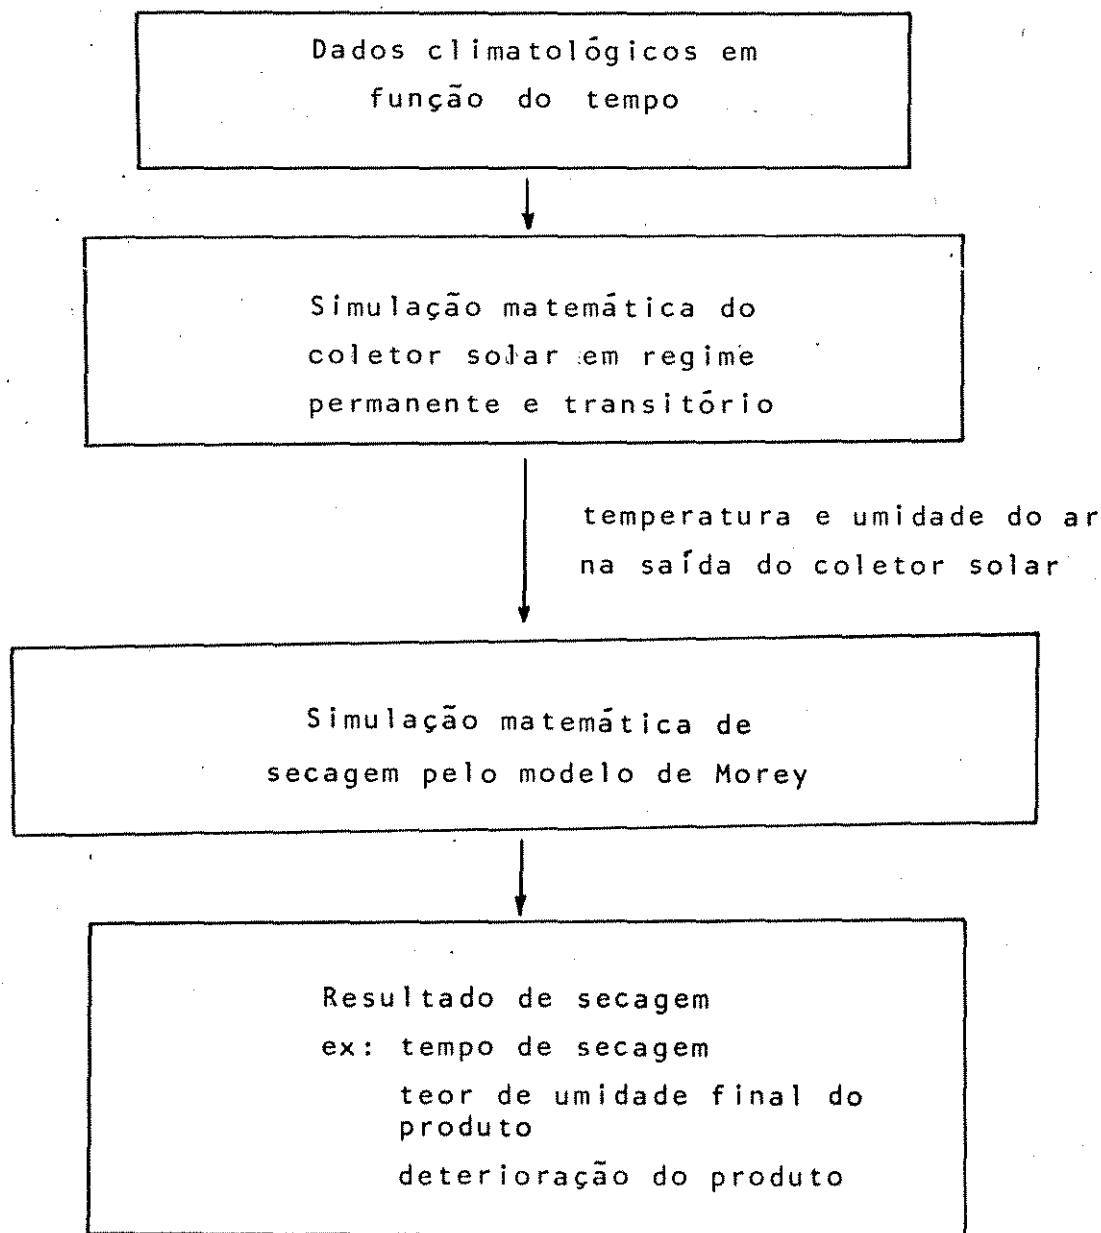 Dados climatológicos em
função do tempo
Simulação matemática do
coletor solar em regime
permanente e transitório
temperatura e umidade do ar
na saída do coletor solar
Simulação matemática de
secagem pelo modelo de Morey
Resultado de secagem
ex: tempo de secagem
teor de umidade final do
produto
deterioração do produto